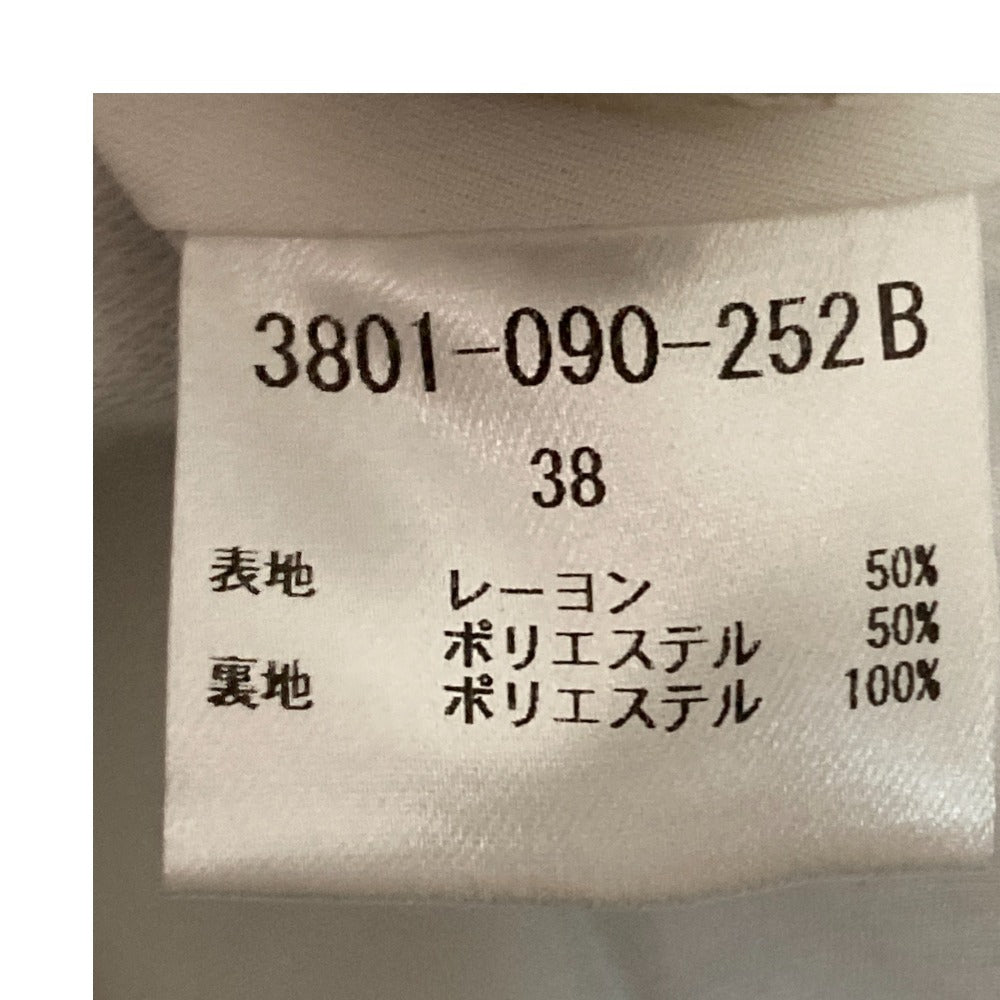 3801-090-252B
38
表地 レーヨン 50%
ポリエステル 50%
裏地 ポリエステル 100%